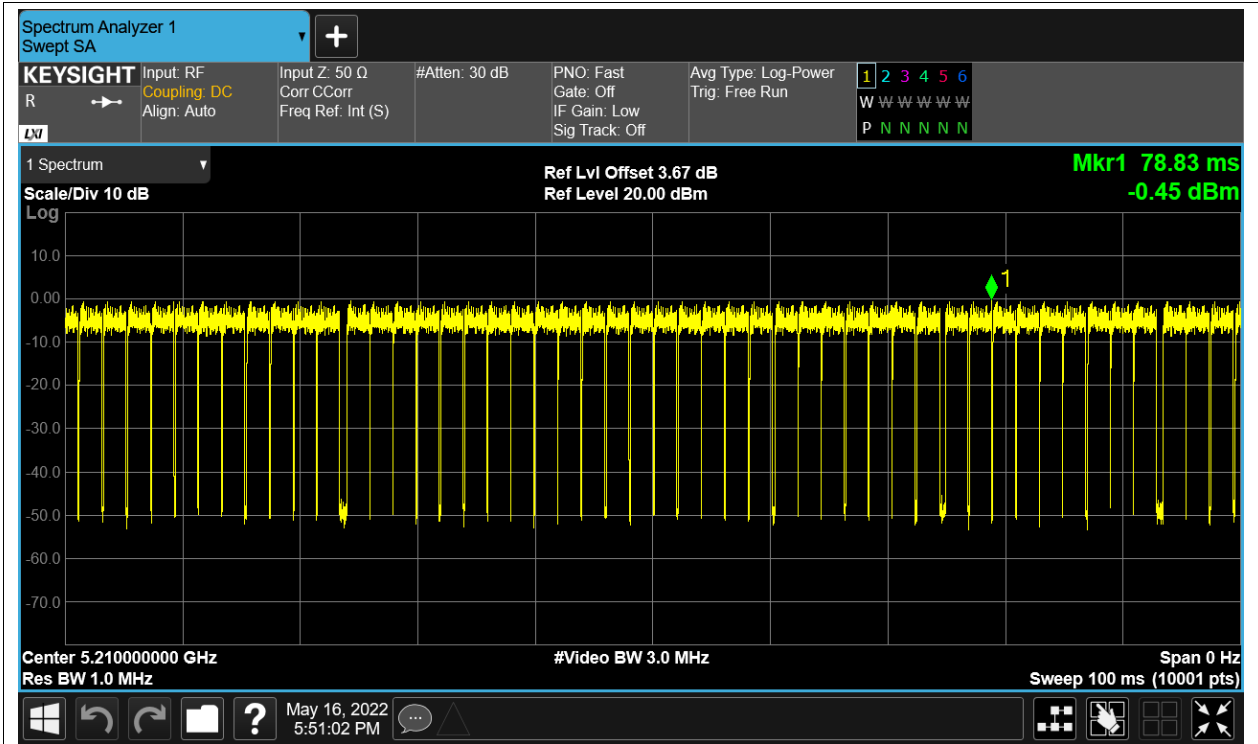 Spectrum Analyzer 1
Swept SA
KEYSIGHT
R
LXI
Input: RF
Coupling: DC
Align: Auto
Input Z: 50 Ω
Corr CCorr
Freq Ref: Int (S)
#Atten: 30 dB
PNO: Fast
Gate: Off
IF Gain: Low
Sig Track: Off
Avg Type: Log-Power
Trig: Free Run
1 2 3 4 5 6
W W W W W W
P N N N N N
1 Spectrum
Scale/Div 10 dB
Log
Ref Lvl Offset 3.67 dB
Ref Level 20.00 dBm
Mkr1 78.83 ms
-0.45 dBm
10.0
0.00
-10.0
-20.0
-30.0
-40.0
-50.0
-60.0
-70.0
1
Center 5.210000000 GHz
Res BW 1.0 MHz
#Video BW 3.0 MHz
Span 0 Hz
Sweep 100 ms (10001 pts)
?
May 16, 2022
5:51:02 PM